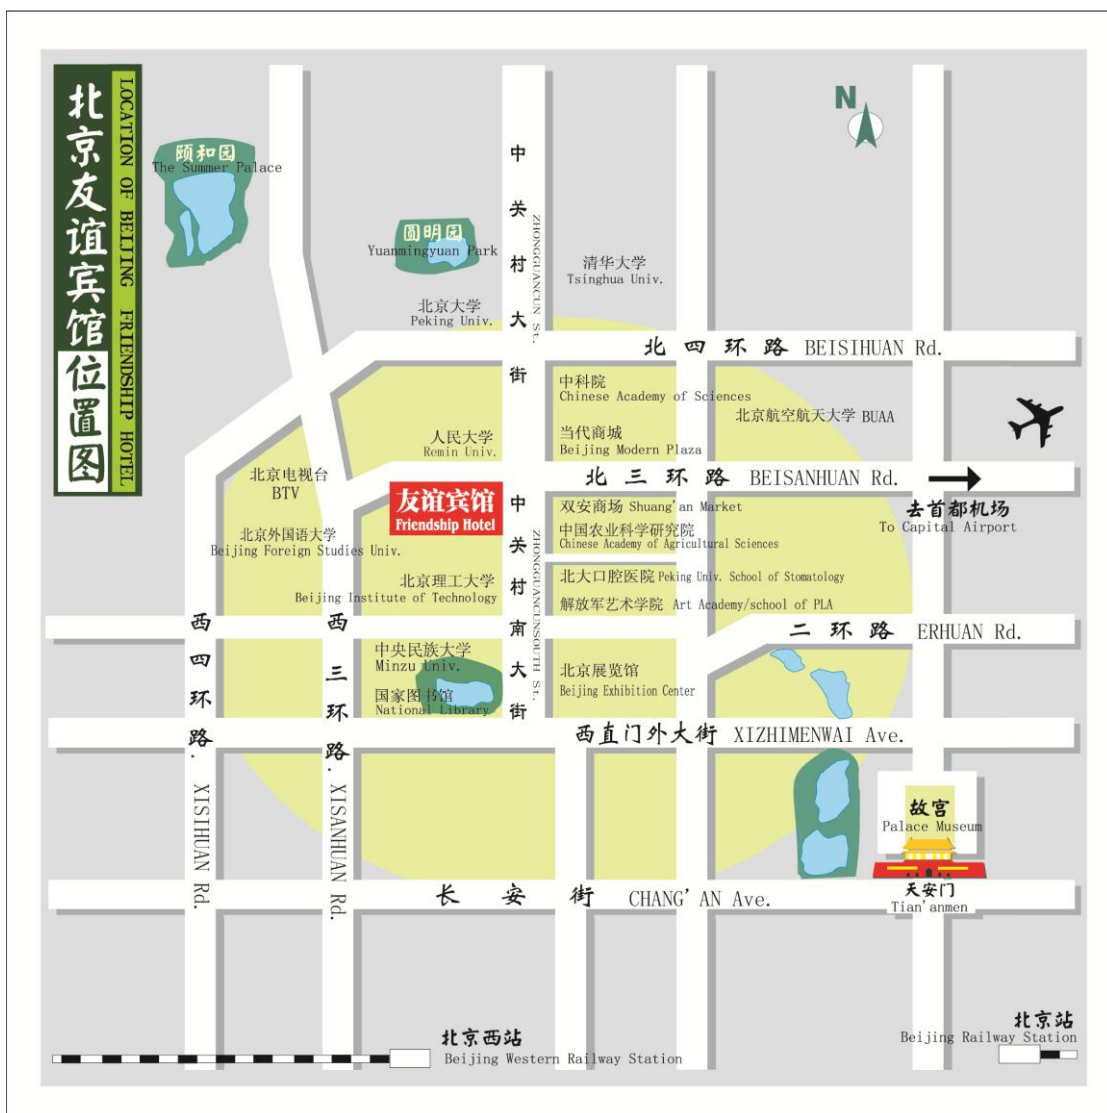 北京友谊宾馆位置图
LOCATION OF BEIJING FRIENDSHIP HOTEL
N
颐和园
The Summer Palace
圆明园
Yuanmingyuan Park
中关村大街
ZHONGGUANCUN St.
清华大学
Tsinghua Univ.
北京大学
Peking Univ.
北四环路 BEISIHUAN Rd.
中科院
Chinese Academy of Sciences
北京航空航天大学 BUAA
人民大学
Remin Univ.
当代商城
Beijing Modern Plaza
北京电视台
BTV
北三环路 BEISANHUAN Rd.
去首都机场
To Capital Airport
友谊宾馆
Friendship Hotel
中关村南大街
ZHONGGUANCUNSOUTH St.
双安商场 Shuang'an Market
中国农业科学研究院
Chinese Academy of Agricultural Sciences
北京外国语大学
Beijing Foreign Studies Univ.
北京理工大学
Beijing Institute of Technology
北大口腔医院 Peking Univ. School of Stomatology
解放军艺术学院 Art Academy/school of PLA
二环路 ERHUAN Rd.
西四环路. XISIHUAN Rd.
西三环路. XISANHUAN Rd.
中央民族大学
Minzu Univ.
国家图书馆
National Library
北京展览馆
Beijing Exhibition Center
西直门外大街 XIZHIMENWAI Ave.
故宫
Palace Museum
天安门
Tian'anmen
长安街 CHANG'AN Ave.
北京西站
Beijing Western Railway Station
北京站
Beijing Railway Station